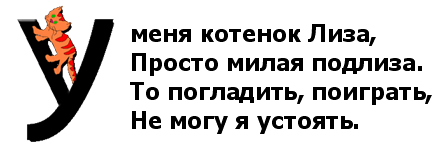 У меня котенок Лиза,
Просто милая подлиза.
То погладить, поиграть,
Не могу я устоять.